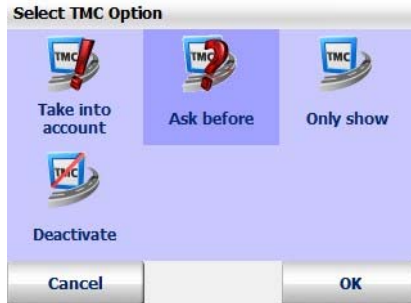 Select TMC Option
TMC
TMC
TMC
Take into
account
Ask before
Only show
TMC
Deactivate
Cancel
OK